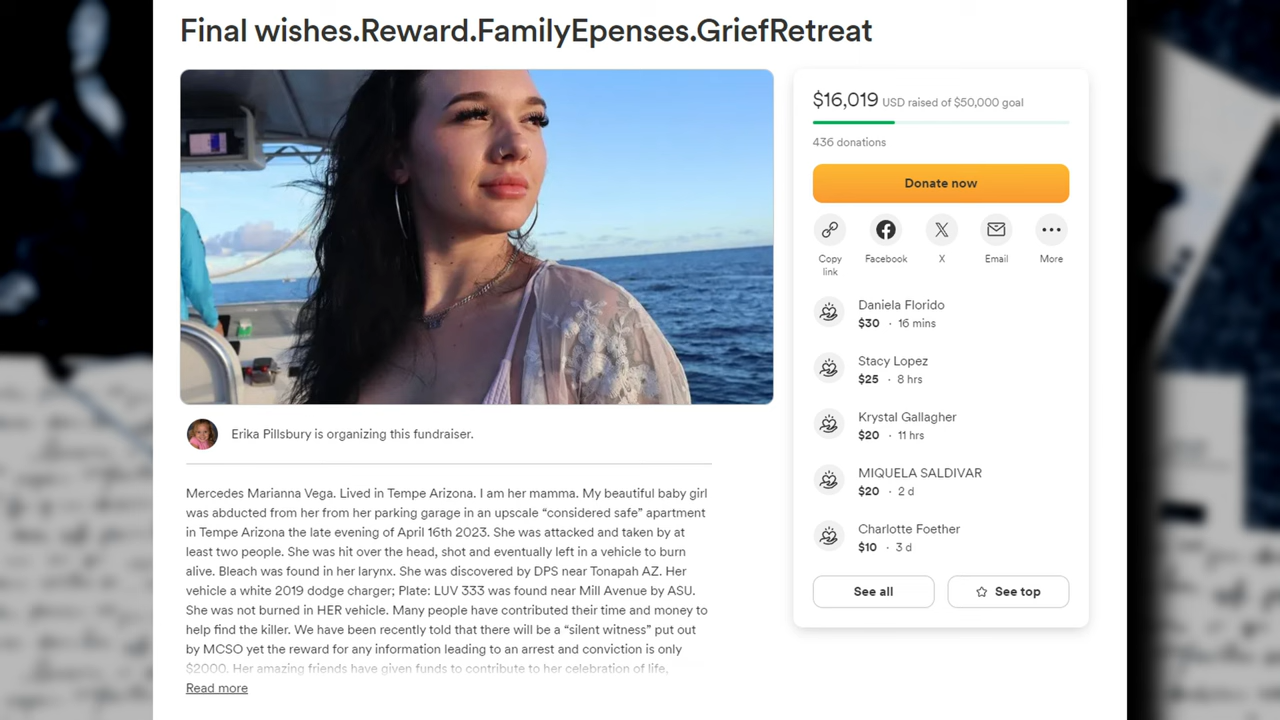 Final wishes.Reward.FamilyEpenses.GriefRetreat
$16,019 USD raised of $50,000 goal
436 donations
Donate now
Copy link
Facebook
X
Email
More
Daniela Florido
$30 · 16 mins
Stacy Lopez
$25 · 8 hrs
Krystal Gallagher
$20 · 11 hrs
MIQUELA SALDIVAR
$20 · 2 d
Charlotte Foether
$10 · 3 d
See all
See top
Erika Pillsbury is organizing this fundraiser.
Mercedes Marianna Vega. Lived in Tempe Arizona. I am her mamma. My beautiful baby girl
was abducted from her from her parking garage in an upscale “considered safe” apartment
in Tempe Arizona the late evening of April 16th 2023. She was attacked and taken by at
least two people. She was hit over the head, shot and eventually left in a vehicle to burn
alive. Bleach was found in her larynx. She was discovered by DPS near Tonapah AZ. Her
vehicle a white 2019 dodge charger; Plate: LUV 333 was found near Mill Avenue by ASU.
She was not burned in HER vehicle. Many people have contributed their time and money to
help find the killer. We have been recently told that there will be a “silent witness” put out
by MCSO yet the reward for any information leading to an arrest and conviction is only
$2000. Her amazing friends have given funds to contribute to her celebration of life,
Read more